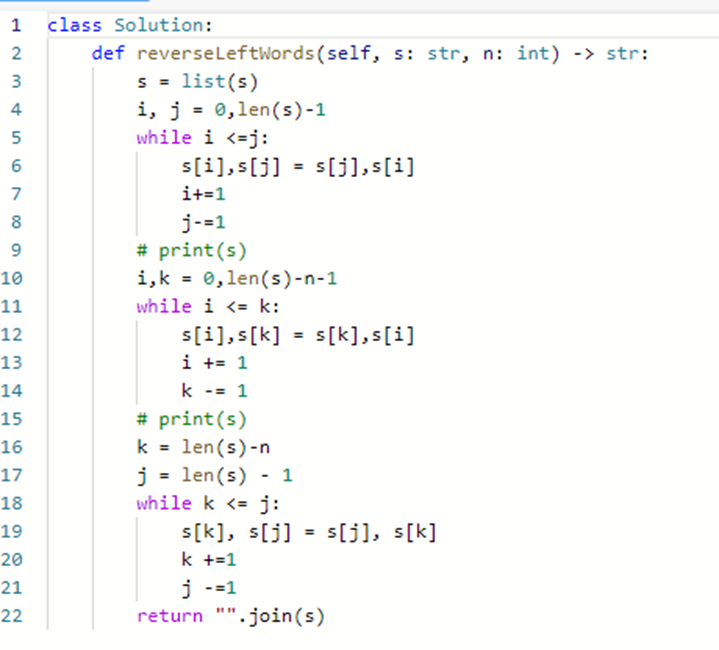 1 class Solution:
2     def reverseLeftWords(self, s: str, n: int) -> str:
3         s = list(s)
4         i, j = 0,len(s)-1
5         while i <=j:
6             s[i],s[j] = s[j],s[i]
7             i+=1
8             j-=1
9         # print(s)
10         i,k = 0,len(s)-n-1
11         while i <= k:
12             s[i],s[k] = s[k],s[i]
13             i += 1
14             k -= 1
15         # print(s)
16         k = len(s)-n
17         j = len(s) - 1
18         while k <= j:
19             s[k], s[j] = s[j], s[k]
20             k +=1
21             j -=1
22         return "".join(s)